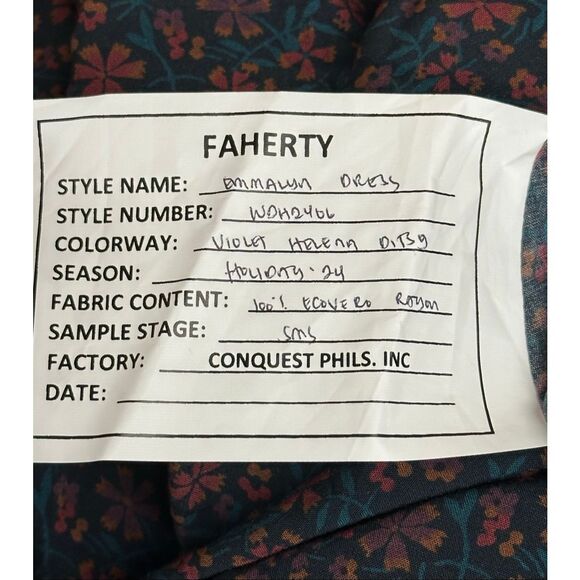 FAHERTY
STYLE NAME: EMMALYN DRESS
STYLE NUMBER: WDH2406
COLORWAY: VIOLET HELENA DITSY
SEASON: HOLIDAY-24
FABRIC CONTENT: 100% ECOVERO RAYON
SAMPLE STAGE: SMS
FACTORY: CONQUEST PHILS. INC
DATE: